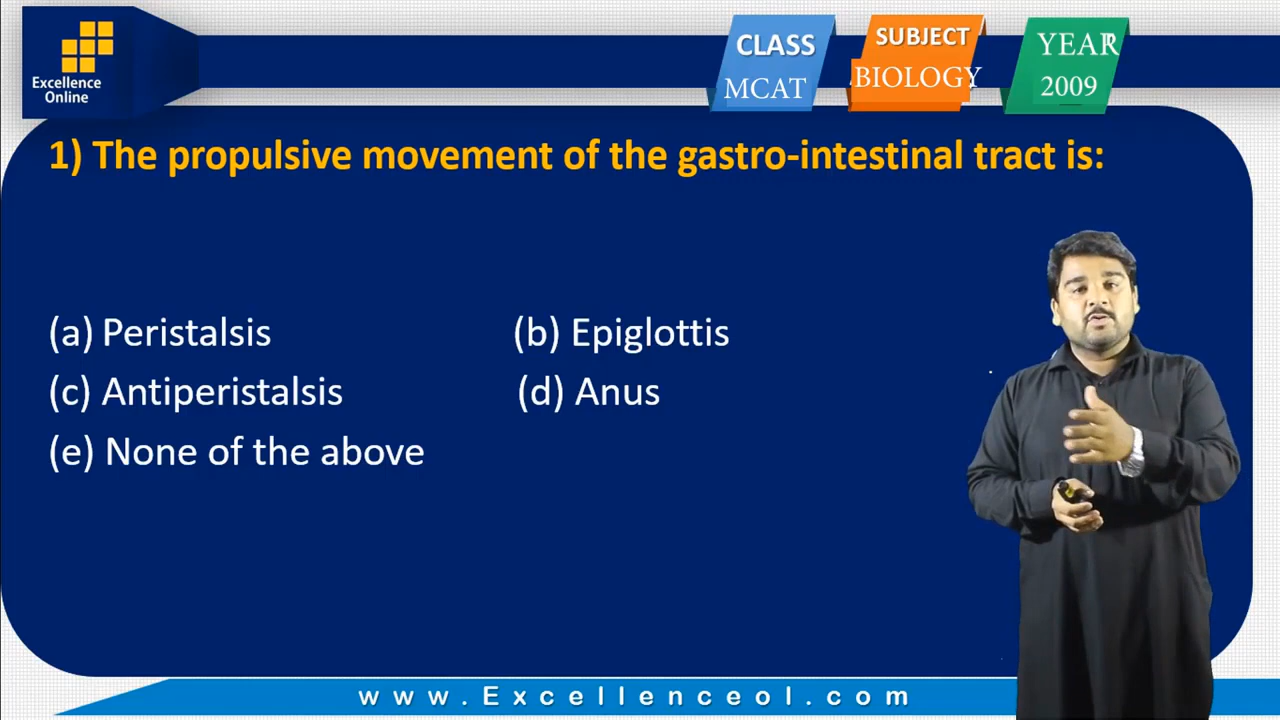 Excellence
Online
CLASS
MCAT
SUBJECT
BIOLOGY
YEAR
2009
1) The propulsive movement of the gastro-intestinal tract is:
(a) Peristalsis (b) Epiglottis
(c) Antiperistalsis (d) Anus
(e) None of the above
www.Excellenceol.com